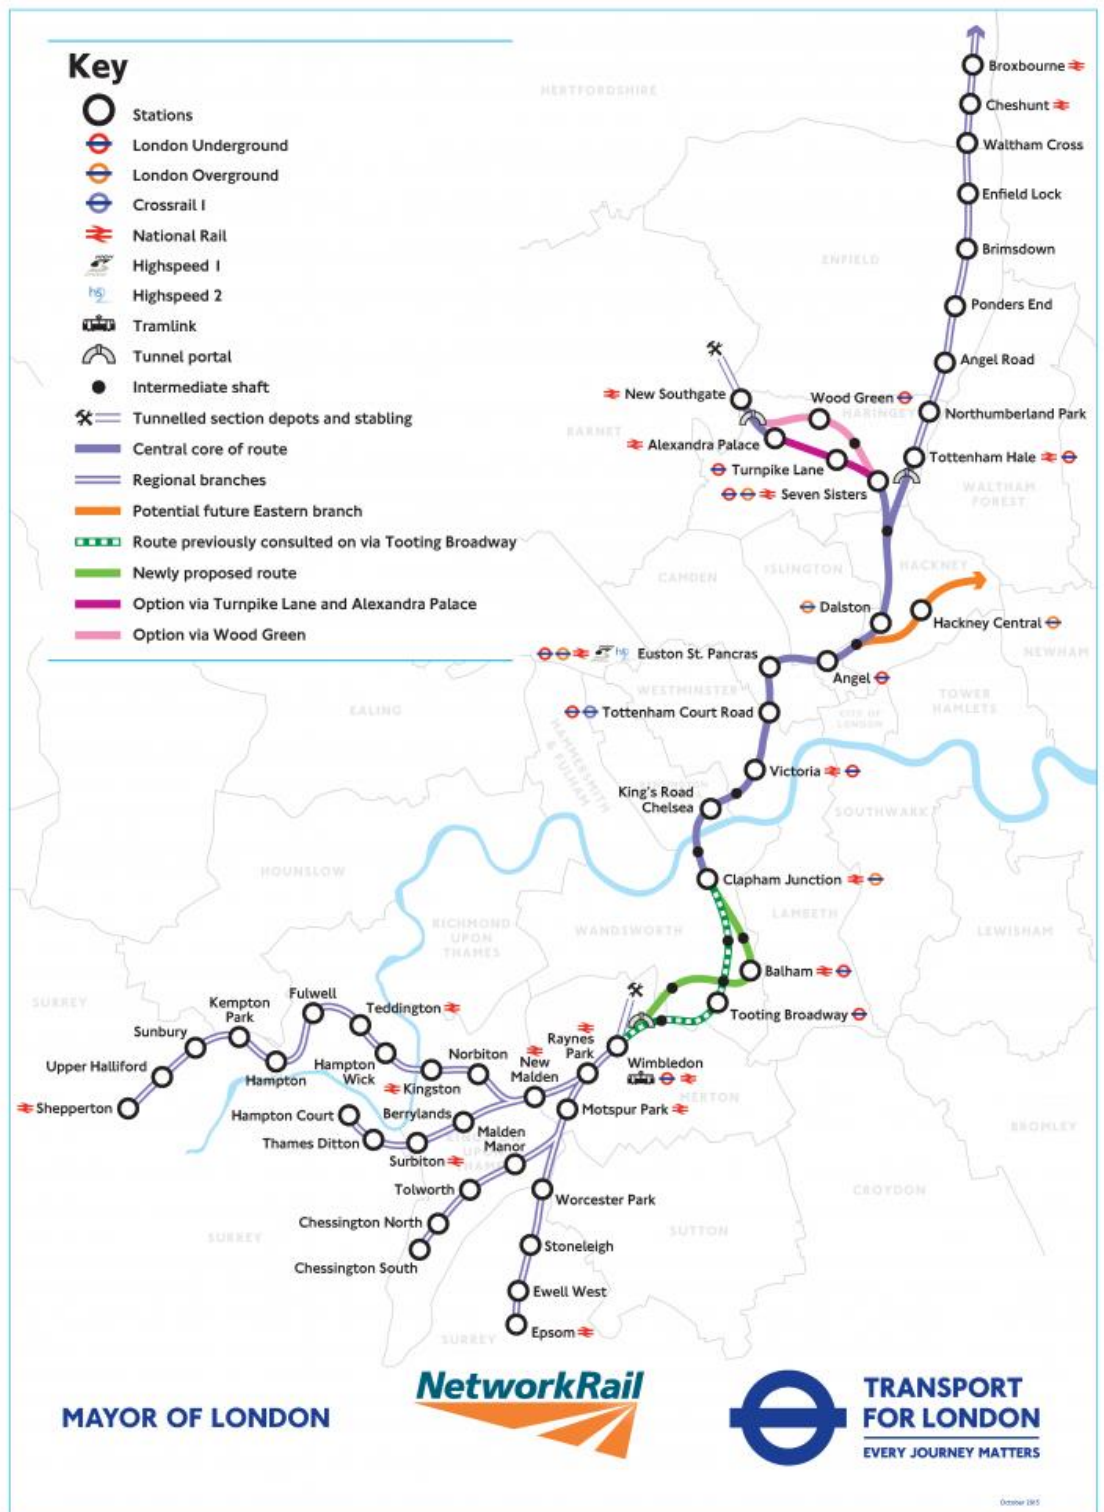 Key
Stations
London Underground
London Overground
Crossrail 1
National Rail
Highspeed 1
Highspeed 2
Tramlink
Tunnel portal
Intermediate shaft
Tunnelled section depots and stabling
Central core of route
Regional branches
Potential future Eastern branch
Route previously consulted on via Tooting Broadway
Newly proposed route
Option via Turnpike Lane and Alexandra Palace
Option via Wood Green
HERTFORDSHIRE
Broxbourne
Cheshunt
Waltham Cross
Enfield Lock
Brimsdown
ENFIELD
Ponders End
Angel Road
New Southgate
Wood Green
HARINGEY
Northumberland Park
BARNET
Alexandra Palace
Turnpike Lane
Tottenham Hale
Seven Sisters
WALTHAM
FOREST
CAMDEN
ISLINGTON
HACKNEY
Dalston
Hackney Central
Euston St. Pancras
Angel
NEWHAM
WESTMINSTER
TOWER
HAMLETS
EALING
Tottenham Court Road
CITY OF
LONDON
HAMMERSMITH
& FULHAM
Victoria
King's Road
Chelsea
SOUTHWARK
HOUNSLOW
Clapham Junction
RICHMOND
UPON
THAMES
WANDSWORTH
LAMBETH
LEWISHAM
Balham
SURREY
Kempton
Park
Fulwell
Teddington
Tooting Broadway
Sunbury
Upper Halliford
Hampton
Hampton
Wick
Norbiton
New
Malden
Raynes
Park
Wimbledon
Kingston
Shepperton
Hampton Court
Berrylands
Motspur Park
MERTON
Thames Ditton
Malden
Manor
BROMLEY
Surbiton
Tolworth
Worcester Park
CROYDON
Chessington North
SURREY
SUTTON
Stoneleigh
Chessington South
Ewell West
Epsom
SURREY
MAYOR OF LONDON
NetworkRail
TRANSPORT
FOR LONDON
EVERY JOURNEY MATTERS
October 2015